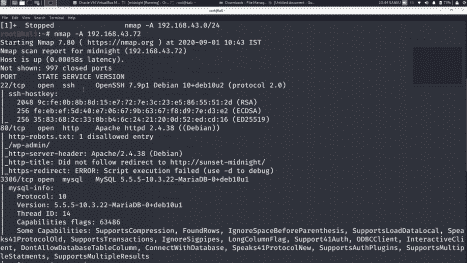 [1]+ Stopped nmap -A 192.168.43.0/24
root@kali:~# nmap -A 192.168.43.72
Starting Nmap 7.80 ( https://nmap.org ) at 2020-09-01 10:43 IST
Nmap scan report for midnight (192.168.43.72)
Host is up (0.00058s latency).
Not shown: 997 closed ports
PORT STATE SERVICE VERSION
22/tcp open ssh OpenSSH 7.9p1 Debian 10+deb10u2 (protocol 2.0)
| ssh-hostkey:
| 2048 9c:fe:0b:8b:8d:15:e7:72:7e:3c:23:e5:86:55:51:2d (RSA)
| 256 fe:eb:ef:5d:40:e7:06:67:9b:63:67:f8:d9:7e:d3:e2 (ECDSA)
|_ 256 35:83:68:2c:33:8b:b4:6c:24:21:20:0d:52:ed:cd:16 (ED25519)
80/tcp open http Apache httpd 2.4.38 ((Debian))
| http-robots.txt: 1 disallowed entry
|_/wp-admin/
|_http-server-header: Apache/2.4.38 (Debian)
|_http-title: Did not follow redirect to http://sunset-midnight/
|_https-redirect: ERROR: Script execution failed (use -d to debug)
3306/tcp open mysql MySQL 5.5.5-10.3.22-MariaDB-0+deb10u1
| mysql-info:
| Protocol: 10
| Version: 5.5.5-10.3.22-MariaDB-0+deb10u1
| Thread ID: 14
| Capabilities flags: 63486
| Some Capabilities: SupportsCompression, FoundRows, IgnoreSpaceBeforeParenthesis, SupportsLoadDataLocal, Spea
ks41ProtocolOld, SupportsTransactions, IgnoreSigpipes, LongColumnFlag, Support41Auth, ODBCClient, InteractiveC
lient, DontAllowDatabaseTableColumn, ConnectWithDatabase, Speaks41ProtocolNew, SupportsAuthPlugins, SupportsMultip
leStatments, SupportsMultipleResults